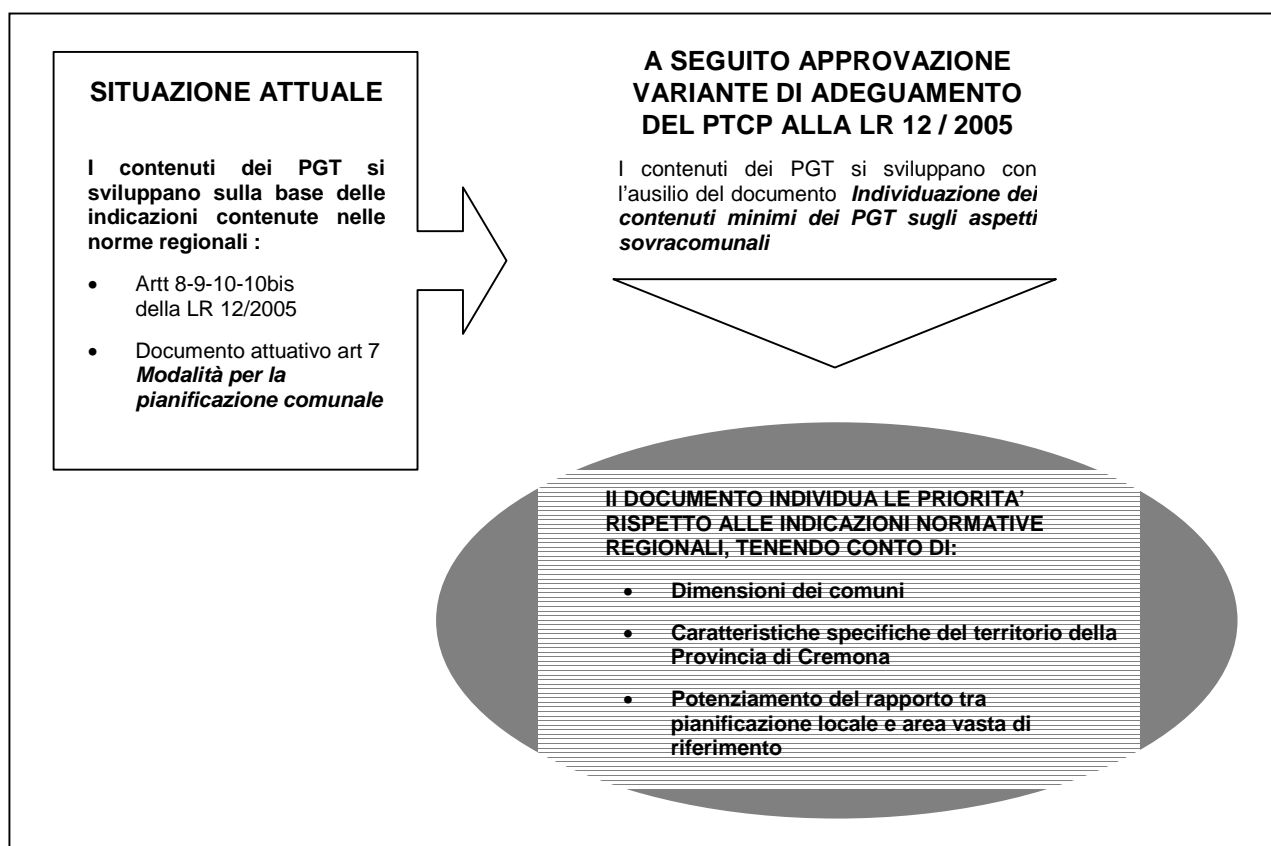 SITUAZIONE ATTUALE
I contenuti dei PGT si
sviluppano sulla base delle
indicazioni contenute nelle
norme regionali :
• Artt 8-9-10-10bis
della LR 12/2005
• Documento attuativo art 7
Modalità per la
pianificazione comunale
A SEGUITO APPROVAZIONE
VARIANTE DI ADEGUAMENTO
DEL PTCP ALLA LR 12 / 2005
I contenuti dei PGT si sviluppano con
l'ausilio del documento Individuazione dei
contenuti minimi dei PGT sugli aspetti
sovracomunali
Il DOCUMENTO INDIVIDUA LE PRIORITA'
RISPETTO ALLE INDICAZIONI NORMATIVE
REGIONALI, TENENDO CONTO DI:
• Dimensioni dei comuni
• Caratteristiche specifiche del territorio della
Provincia di Cremona
• Potenziamento del rapporto tra
pianificazione locale e area vasta di
riferimento